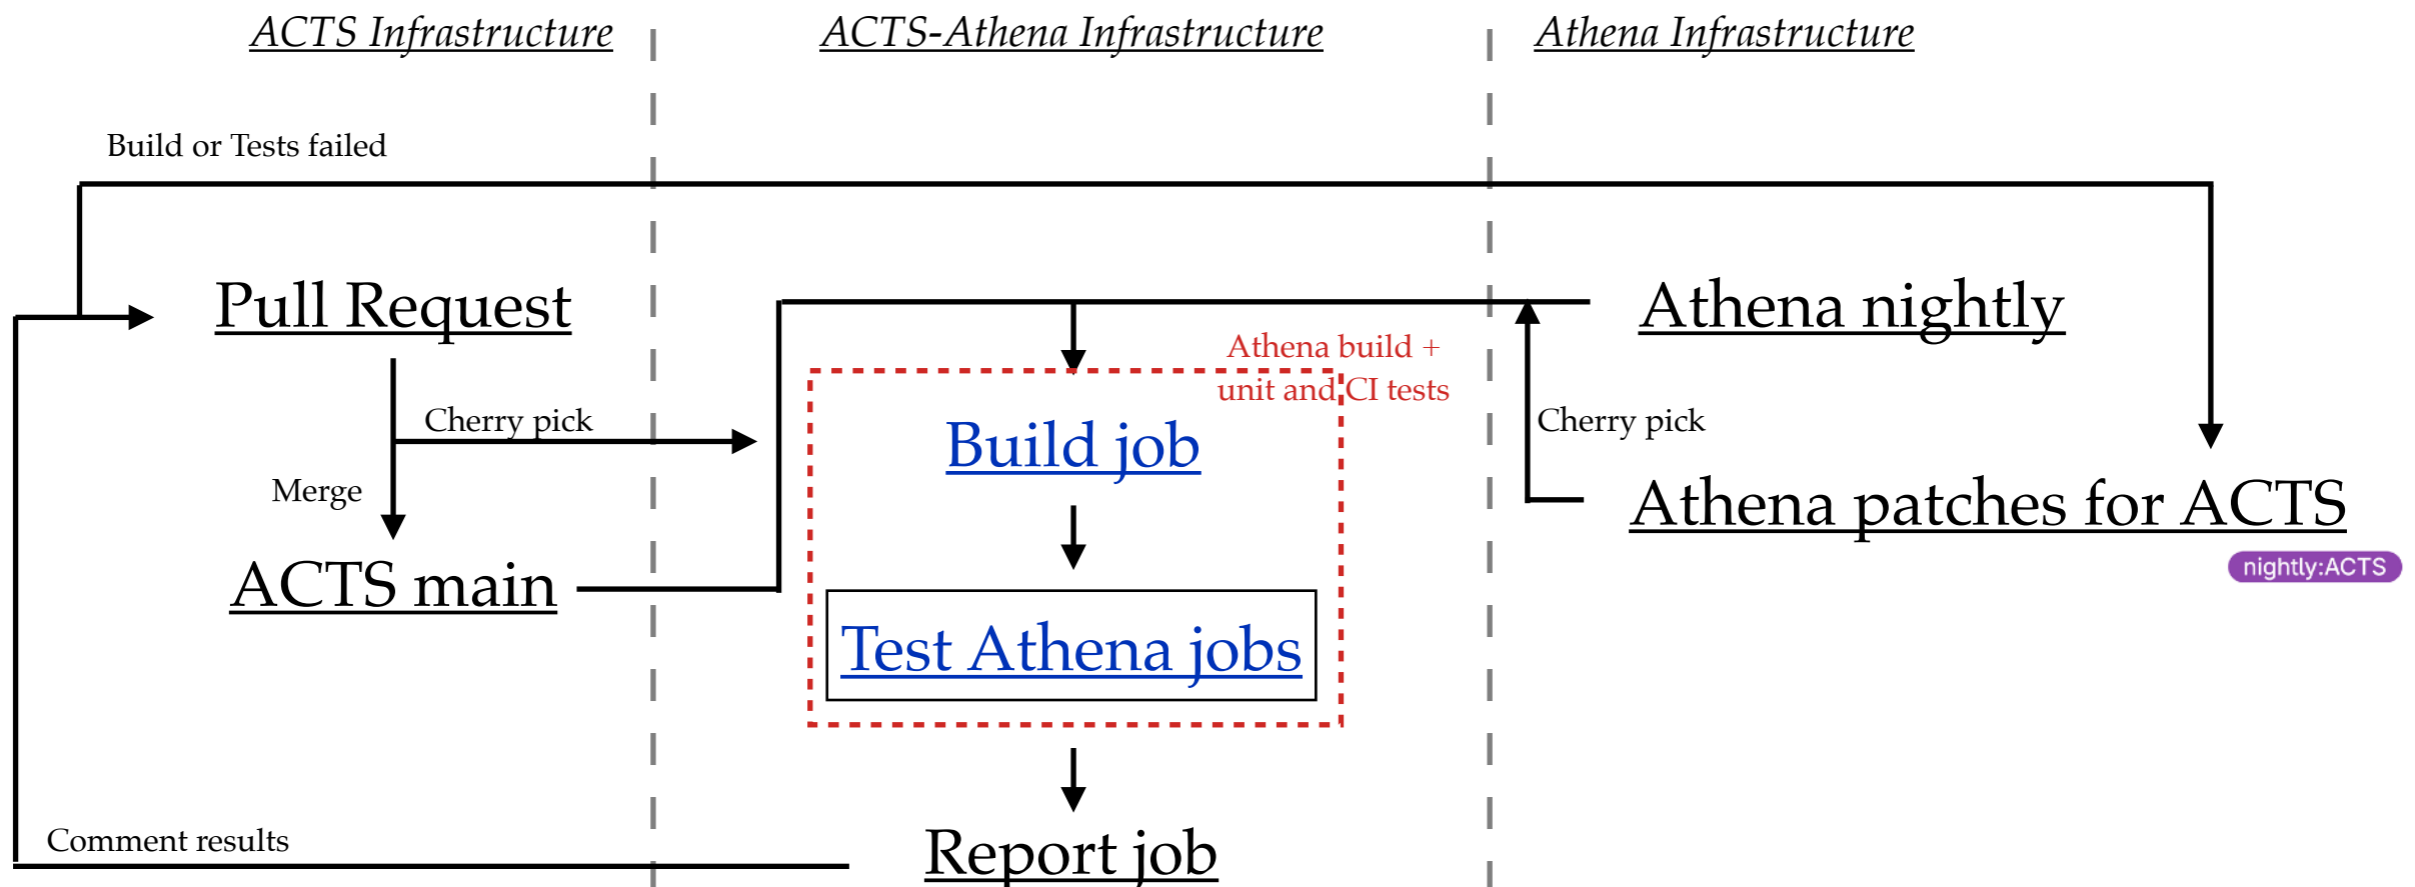 ACTS Infrastructure
ACTS-Athena Infrastructure
Athena Infrastructure
Build or Tests failed
Pull Request
Athena nightly
Athena build +
unit and CI tests
Cherry pick
Build job
Cherry pick
Merge
Athena patches for ACTS
nightly:ACTS
ACTS main
Test Athena jobs
Comment results
Report job